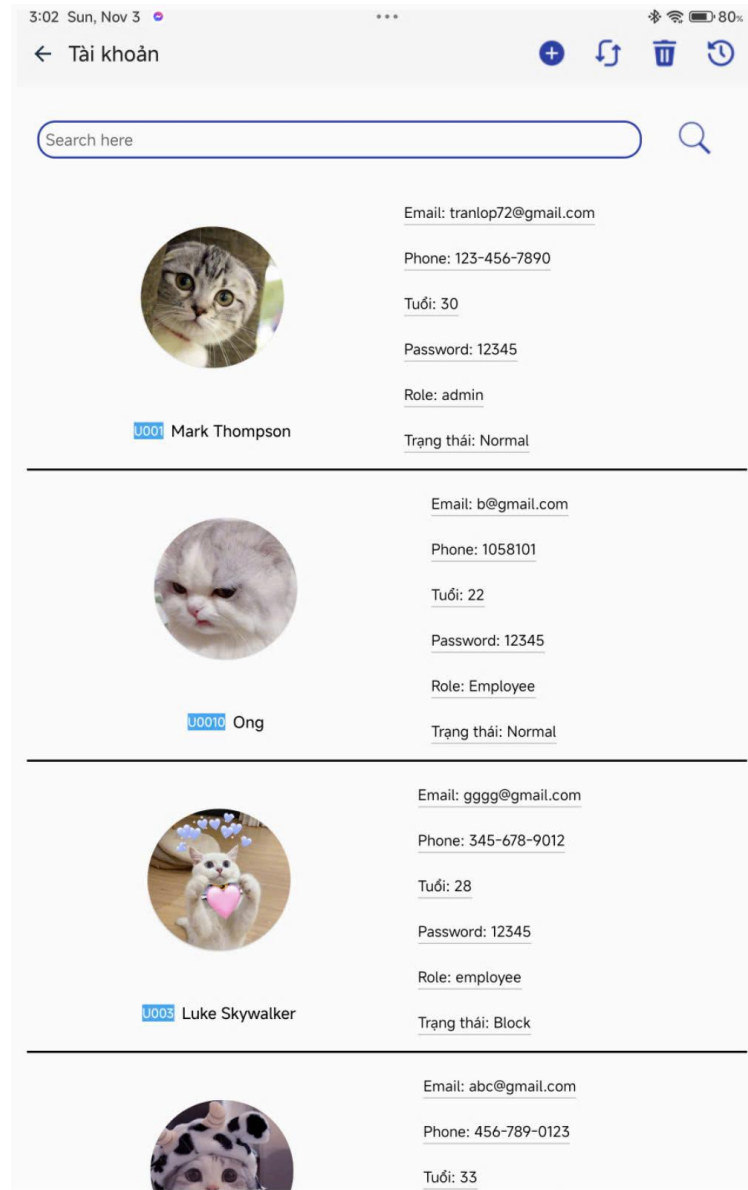 3:02 Sun, Nov 3
80%
Tài khoản
Search here
Email: tranlop72@gmail.com
Phone: 123-456-7890
Tuổi: 30
Password: 12345
Role: admin
U001 Mark Thompson
Trạng thái: Normal
Email: b@gmail.com
Phone: 1058101
Tuổi: 22
Password: 12345
Role: Employee
U0010 Ong
Trạng thái: Normal
Email: gggg@gmail.com
Phone: 345-678-9012
Tuổi: 28
Password: 12345
Role: employee
U003 Luke Skywalker
Trạng thái: Block
Email: abc@gmail.com
Phone: 456-789-0123
Tuổi: 33